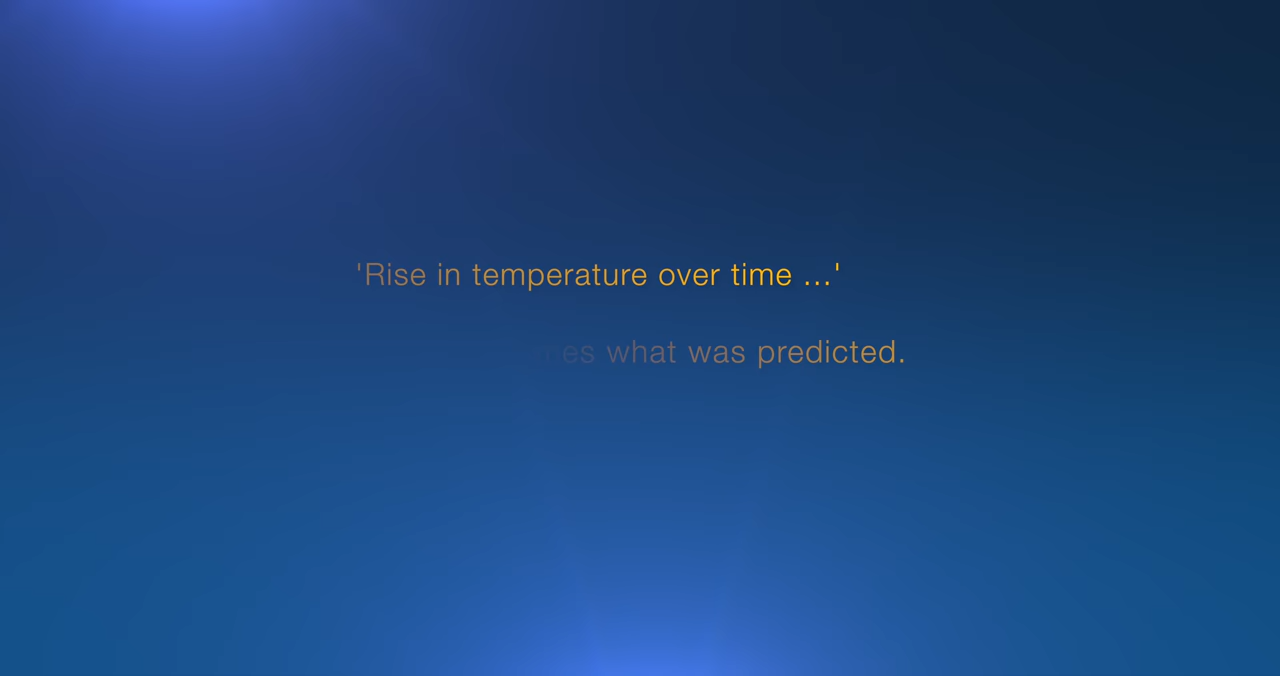 'Rise in temperature over time ...'
what was predicted.